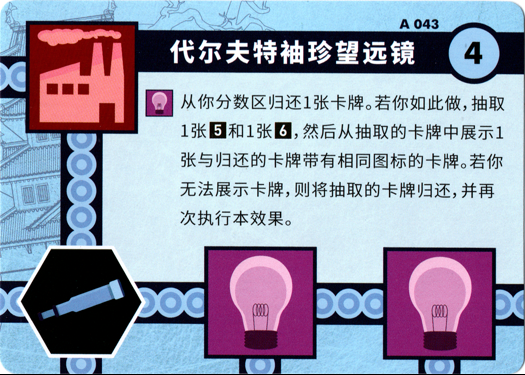 A 043
代尔夫特袖珍望远镜
4
从你分数区归还1张卡牌。若你如此做,抽取
1张5和1张6,然后从抽取的卡牌中展示1
张与归还的卡牌带有相同图标的卡牌。若你
无法展示卡牌,则将抽取的卡牌归还,并再
次执行本效果。